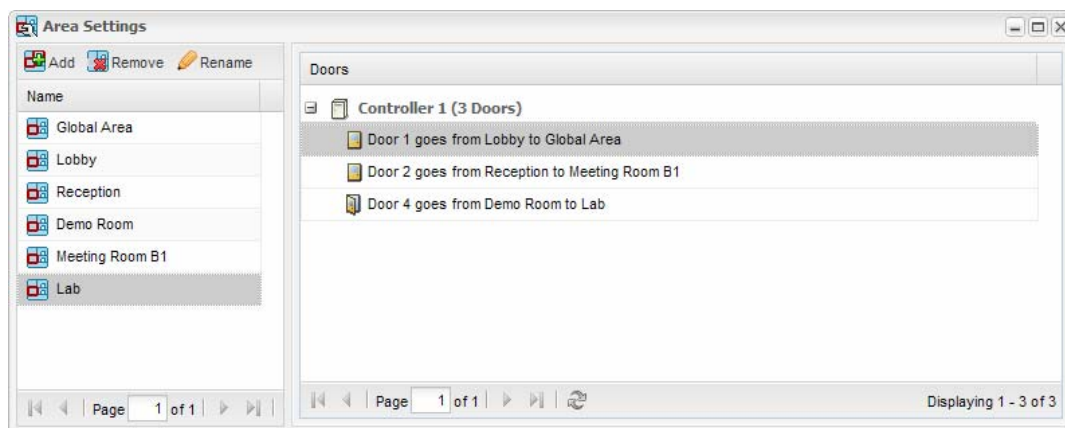 Area Settings
Add Remove Rename
Name
Global Area
Lobby
Reception
Demo Room
Meeting Room B1
Lab
Page 1 of 1
Doors
Controller 1 (3 Doors)
Door 1 goes from Lobby to Global Area
Door 2 goes from Reception to Meeting Room B1
Door 4 goes from Demo Room to Lab
Page 1 of 1
Displaying 1 - 3 of 3